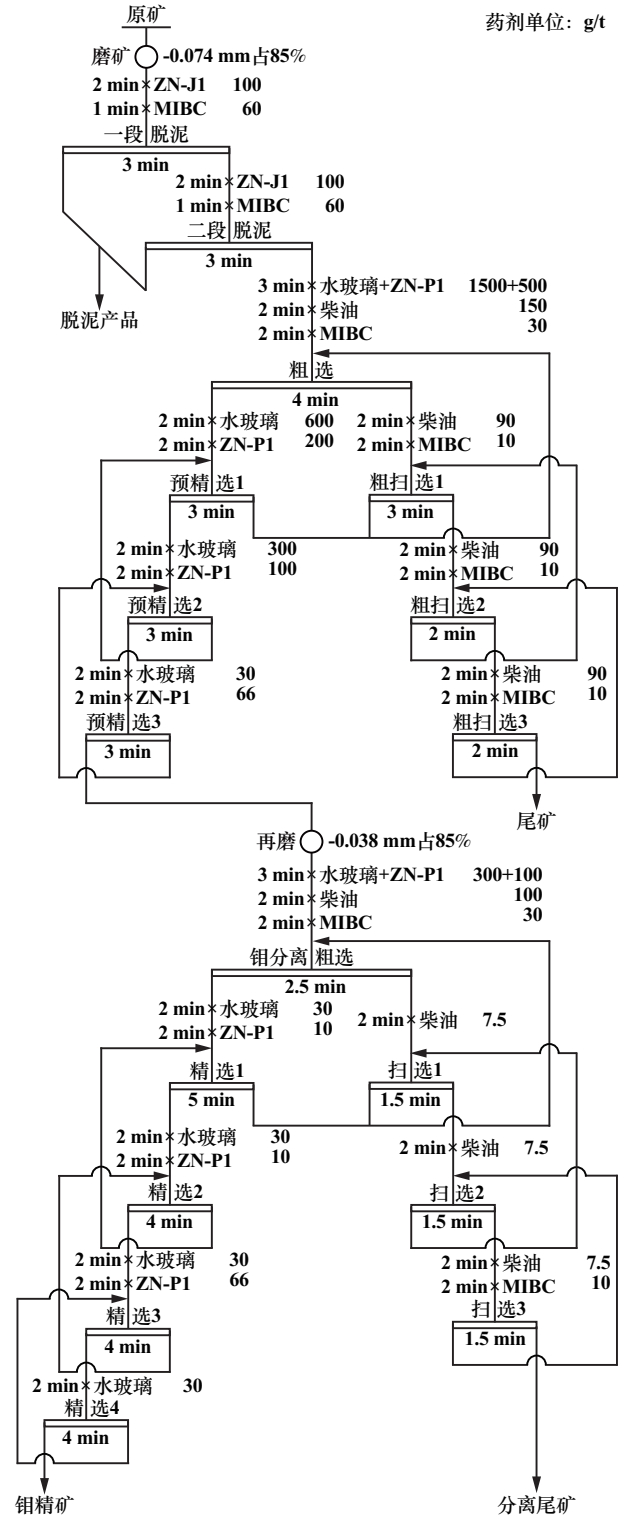 原矿
药剂单位：g/t
磨矿 -0.074 mm占85%
2 min ZN-J1 100
1 min MIBC 60
一段 脱泥
3 min
2 min ZN-J1 100
1 min MIBC 60
二段 脱泥
3 min
脱泥产品
3 min 水玻璃+ZN-P1 1500+500
2 min 柴油 150
2 min MIBC 30
粗 选
4 min
2 min 水玻璃 600 2 min 柴油 90
2 min ZN-P1 200 2 min MIBC 10
预精 选1 粗扫 选1
3 min 3 min
2 min 水玻璃 300 2 min 柴油 90
2 min ZN-P1 100 2 min MIBC 10
预精 选2 粗扫 选2
3 min 2 min
2 min 水玻璃 30 2 min 柴油 90
2 min ZN-P1 66 2 min MIBC 10
预精 选3 粗扫 选3
3 min 2 min
尾矿
再磨 -0.038 mm占85%
3 min 水玻璃+ZN-P1 300+100
2 min 柴油 100
2 min MIBC 30
钼分离 粗选
2.5 min
2 min 水玻璃 30 2 min 柴油 7.5
2 min ZN-P1 10
精 选1 扫 选1
5 min 1.5 min
2 min 水玻璃 30 2 min 柴油 7.5
2 min ZN-P1 10
精 选2 扫 选2
4 min 1.5 min
2 min 水玻璃 30 2 min 柴油 7.5
2 min ZN-P1 66 2 min MIBC 10
精 选3 扫 选3
4 min 1.5 min
2 min 水玻璃 30
精 选4
4 min
钼精矿 分离尾矿